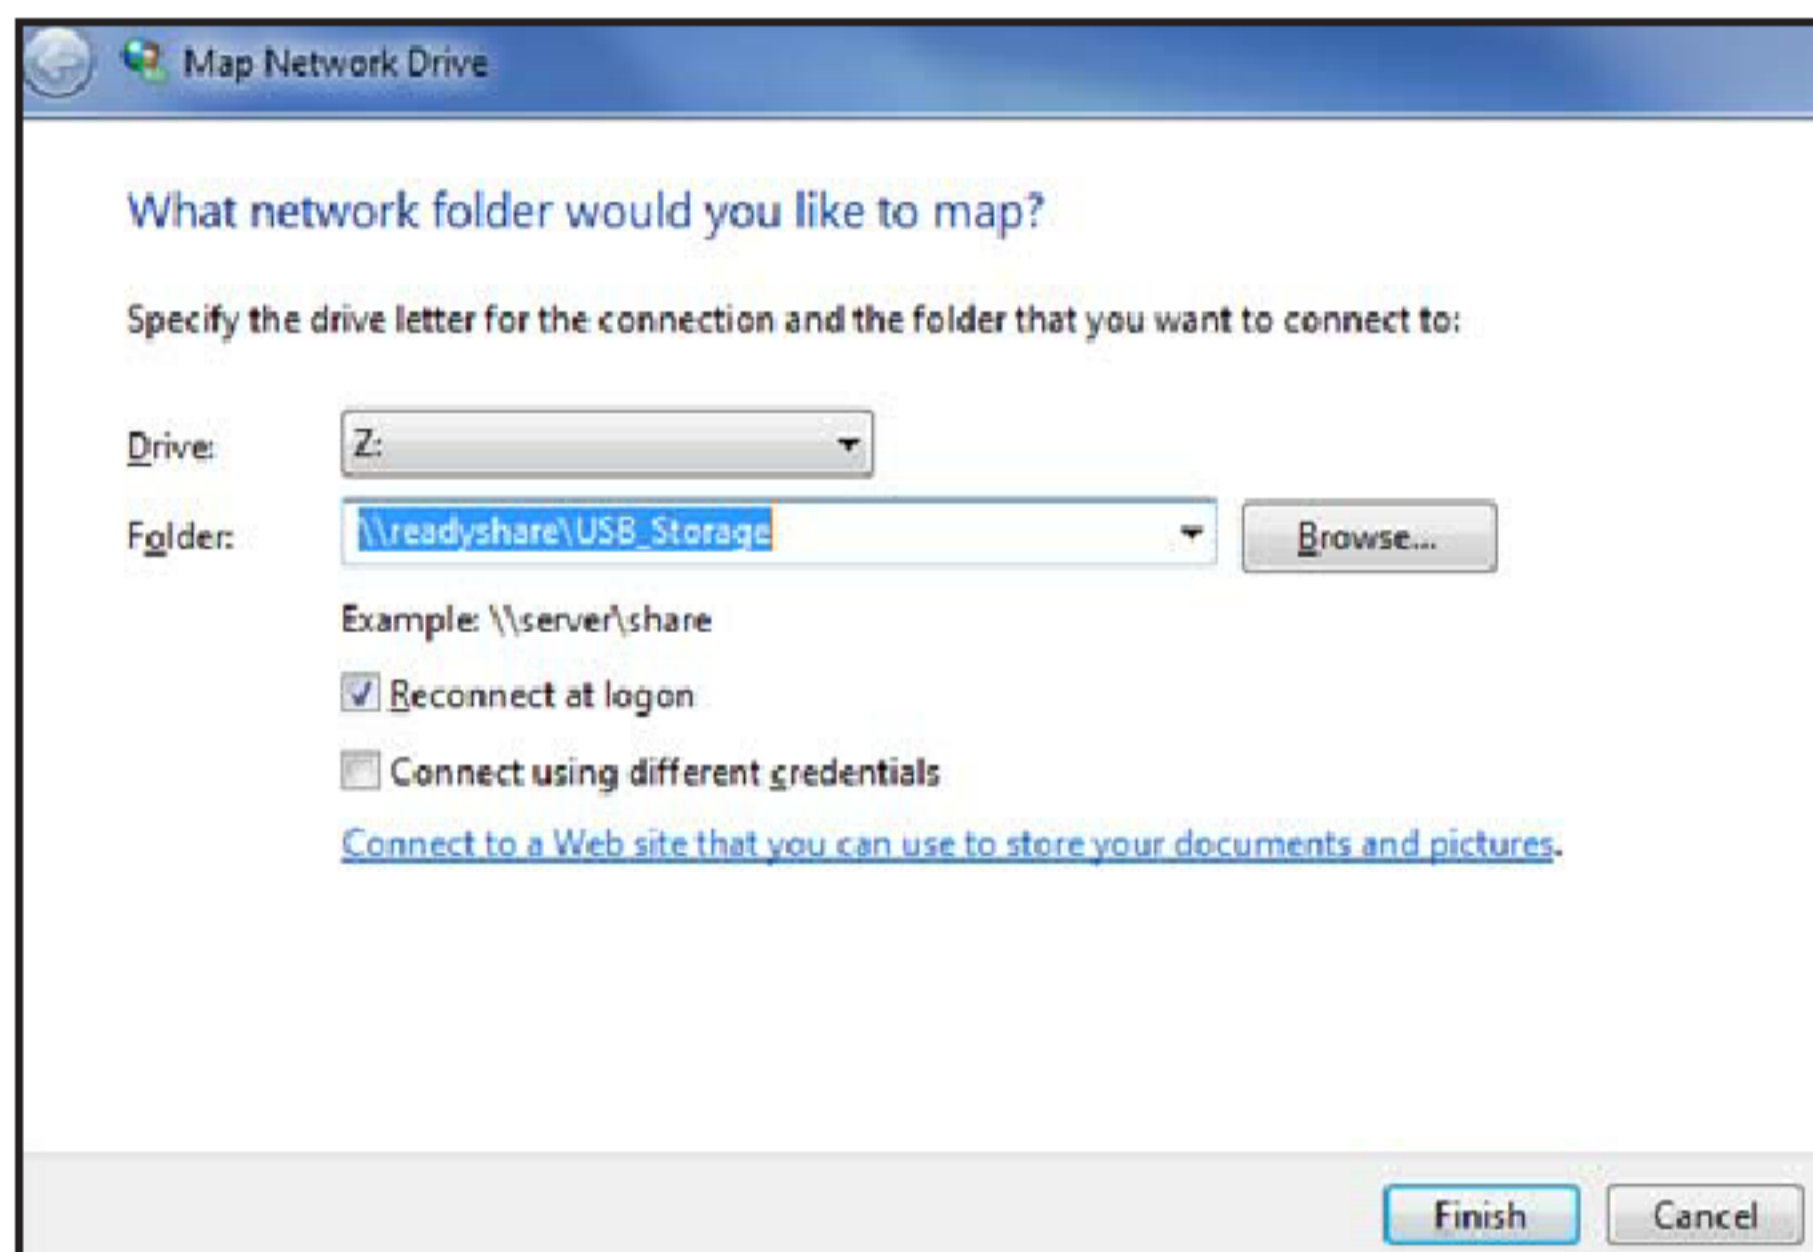 Map Network Drive
What network folder would you like to map?
Specify the drive letter for the connection and the folder that you want to connect to:
Drive: Z:
Folder: \\readyshare\USB_Storage Browse...
Example: \\server\share
Reconnect at logon
Connect using different credentials
Connect to a Web site that you can use to store your documents and pictures.
Finish Cancel